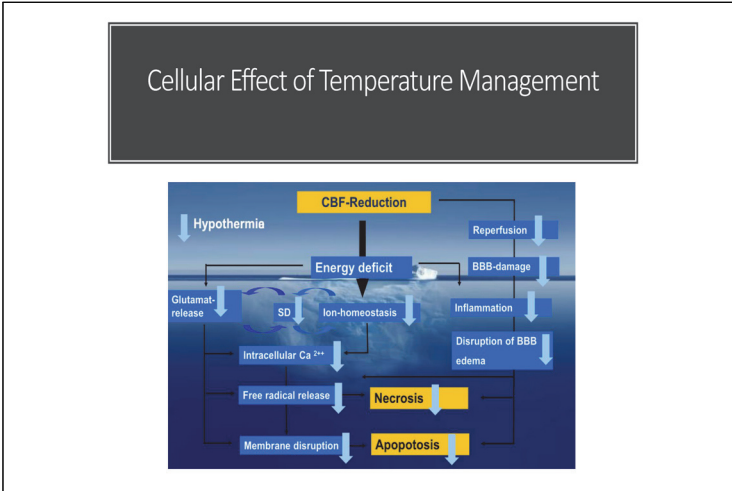 Cellular Effect of Temperature Management
CBF-Reduction
Hypothermia
Reperfusion
Energy deficit
BBB-damage
Glutamat-
release
SD
Ion-homeostasis
Inflammation
Intracellular Ca 2++
Disruption of BBB
edema
Free radical release
Necrosis
Membrane disruption
Apopotosis